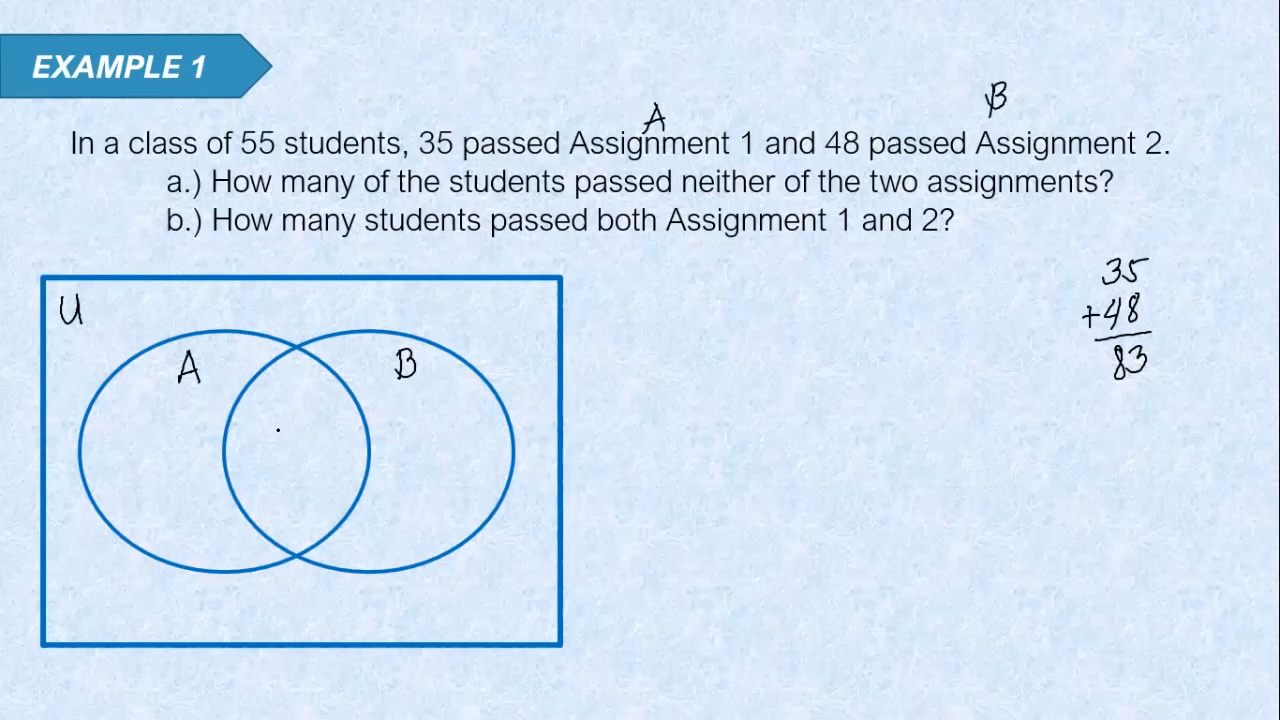 EXAMPLE 1
A
B
In a class of 55 students, 35 passed Assignment 1 and 48 passed Assignment 2.
a.) How many of the students passed neither of the two assignments?
b.) How many students passed both Assignment 1 and 2?
U
A
B
35
+48
83